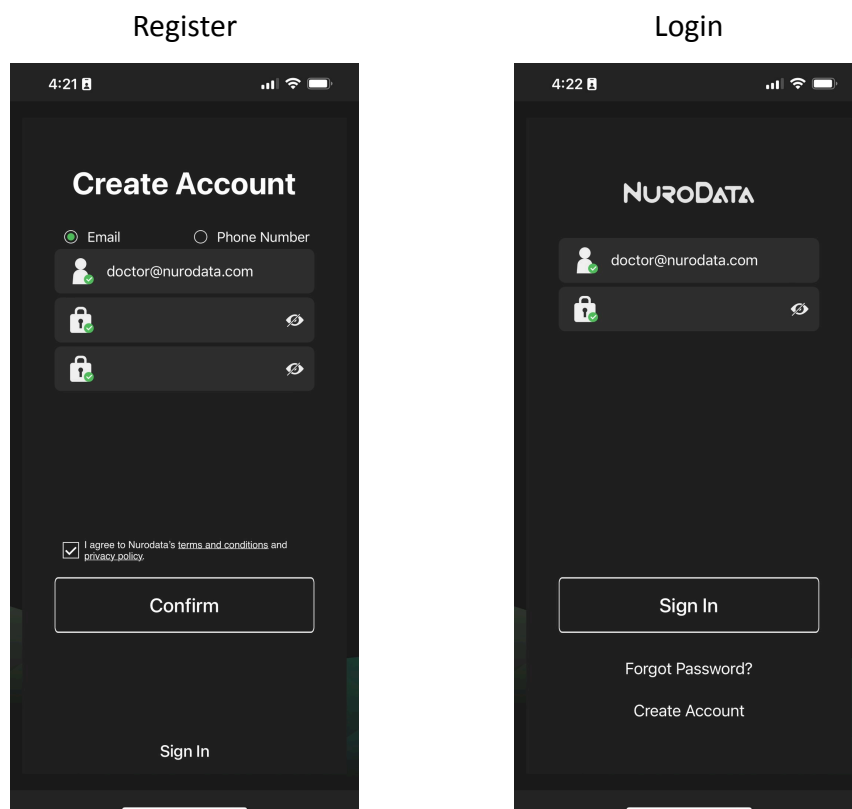 Register
4:21
Create Account
Email
Phone Number
doctor@nurodata.com
I agree to Nurodata's terms and conditions and
privacy policy.
Confirm
Sign In
Login
4:22
NURODATA
doctor@nurodata.com
Sign In
Forgot Password?
Create Account